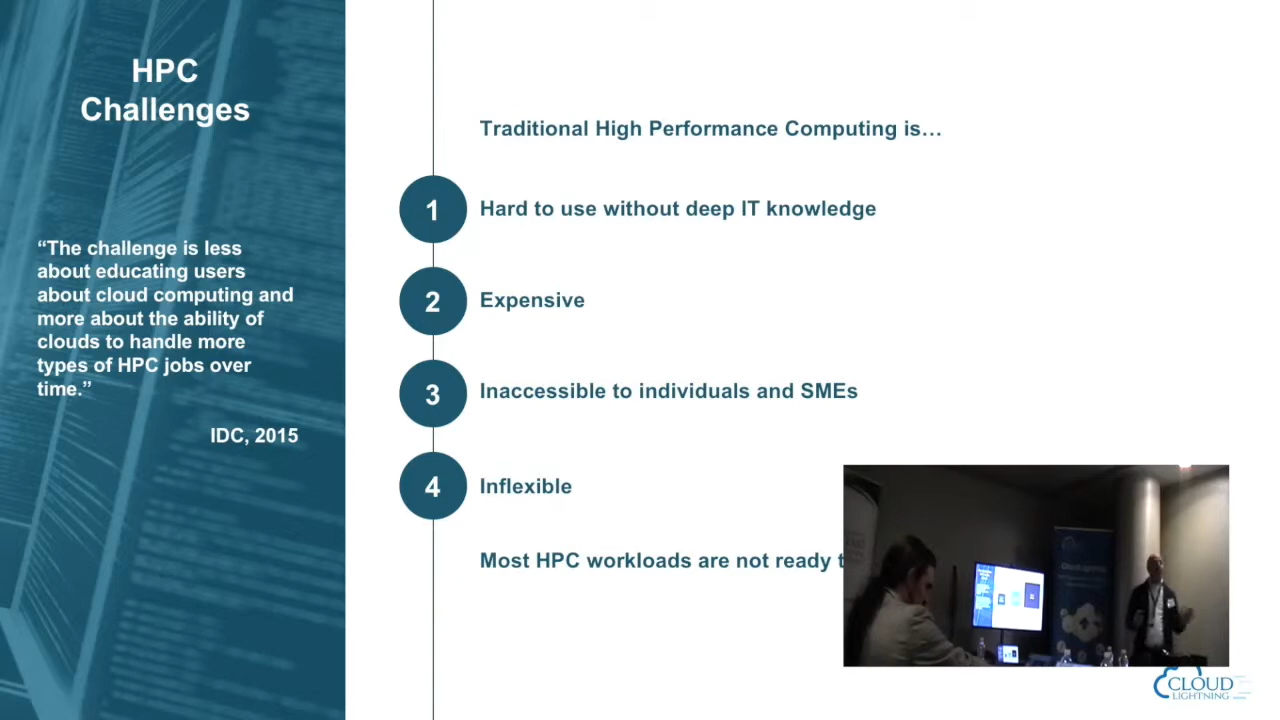 HPC
Challenges
“The challenge is less
about educating users
about cloud computing and
more about the ability of
clouds to handle more
types of HPC jobs over
time.”
IDC, 2015
Traditional High Performance Computing is…
1 Hard to use without deep IT knowledge
2 Expensive
3 Inaccessible to individuals and SMEs
4 Inflexible
Most HPC workloads are not ready t
CLOUD
LIGHTNING